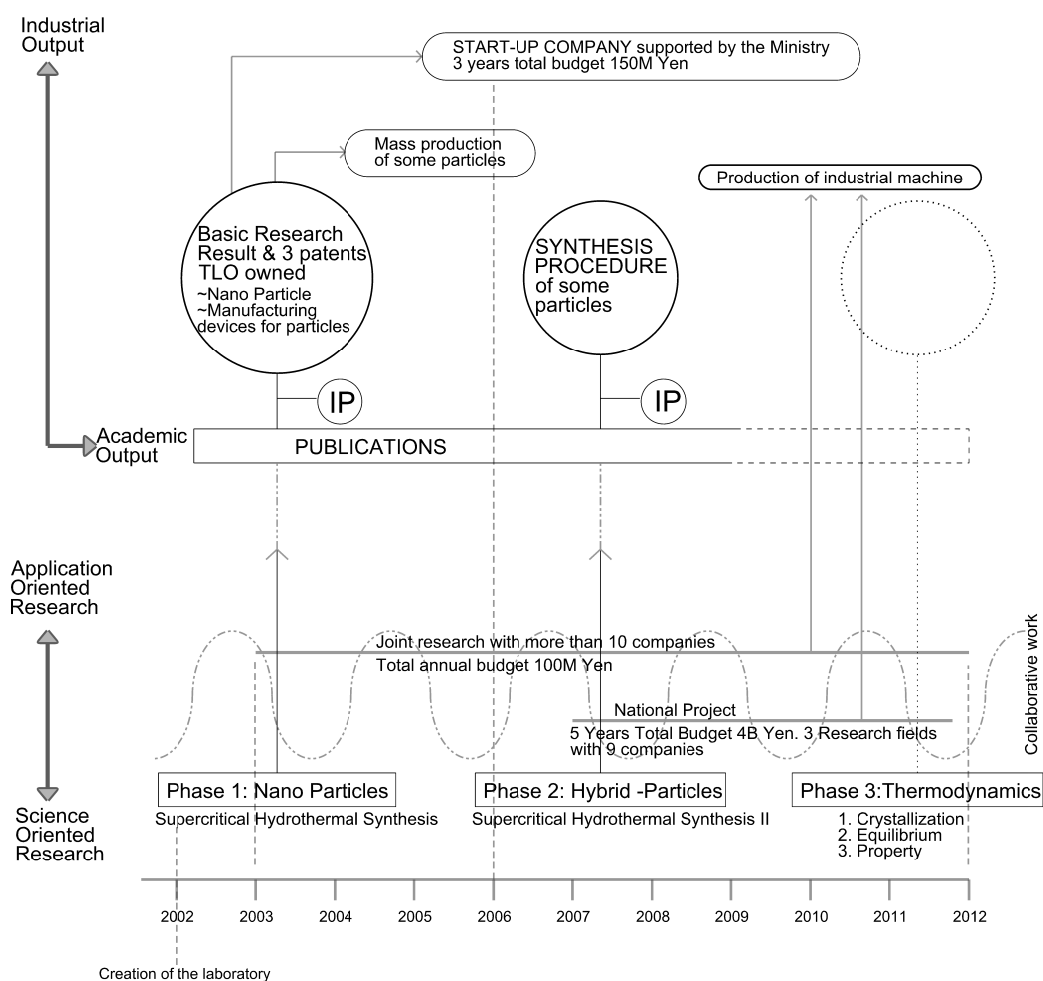 Industrial
Output
START-UP COMPANY supported by the Ministry
3 years total budget 150M Yen
Mass production
of some particles
Production of industrial machine
Basic Research
Result & 3 patents
TLO owned
~Nano Particle
~Manufacturing
devices for particles
SYNTHESIS
PROCEDURE
of some
particles
IP
IP
Academic
Output
PUBLICATIONS
Application
Oriented
Research
Joint research with more than 10 companies
Total annual budget 100M Yen
National Project
5 Years Total Budget 4B Yen. 3 Research fields
with 9 companies
Collaborative work
Phase 1: Nano Particles
Supercritical Hydrothermal Synthesis
Phase 2: Hybrid -Particles
Supercritical Hydrothermal Synthesis II
Phase 3:Thermodynamics
1. Crystallization
2. Equilibrium
3. Property
Science
Oriented
Research
2002 2003 2004 2005 2006 2007 2008 2009 2010 2011 2012
Creation of the laboratory